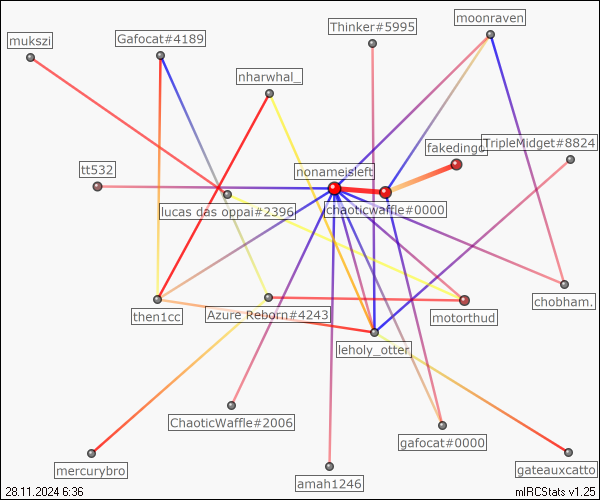 moonraven
Thinker#5995
Gafocat#4189
mukszi
nharwhal_
TripleMidget#8824
fakedingo
tt532
nonameisleft
lucas das oppai#2396
chaoticwaffle#0000
chobham.
then1cc
Azure Reborn#4243
motorthud
leholy_otter
ChaoticWaffle#2006
gafocat#0000
mercurybro
gateauxcatto
amah1246
28.11.2024 6:36
mIRCStats v1.25